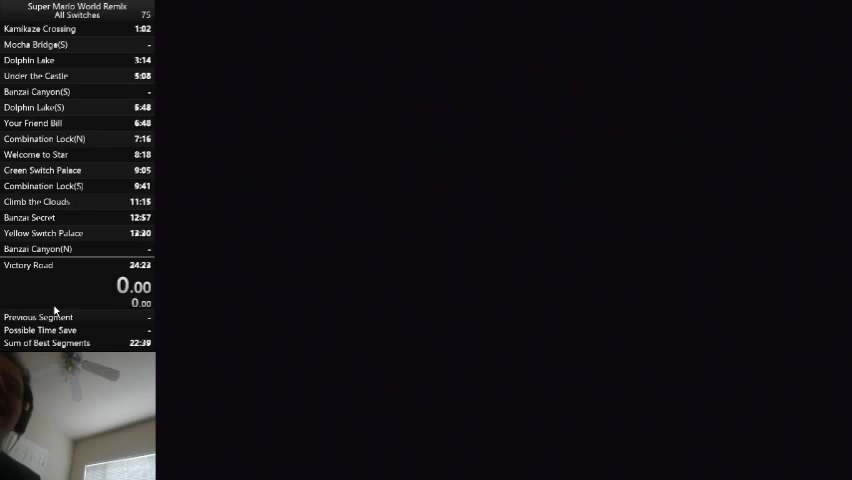 Super Mario World Remix
All Switches 75
Kamikaze Crossing 1:02
Mocha Bridge(S) -
Dolphin Lake 3:14
Under the Castle 5:08
Banzai Canyon(S) -
Dolphin Lake(S) 5:48
Your Friend Bill 6:48
Combination Lock(N) 7:16
Welcome to Star 8:18
Green Switch Palace 9:05
Combination Lock(S) 9:41
Climb the Clouds 11:15
Banzai Secret 12:57
Yellow Switch Palace 13:20
Banzai Canyon(N) -
Victory Road 24:23
0.00
0.00
Previous Segment -
Possible Time Save -
Sum of Best Segments 22:39